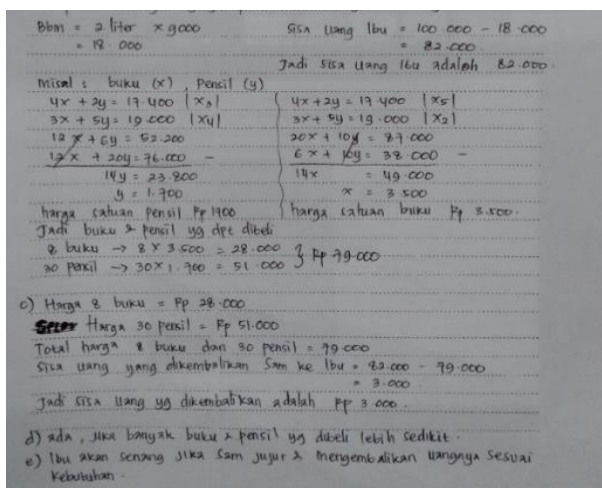 Bbm = 2 liter x 9000
= 18.000
Sisa uang Ibu = 100.000 - 18.000
= 82.000
Jadi sisa uang Ibu adalah 82.000.
Misal : buku (x), pensil (y)
4x + 2y = 17.400 | x3 |
3x + 5y = 19.000 | x4 |
12x + 6y = 52.200
12x + 20y = 76.000 -
14y = 23.800
y = 1.700
harga satuan pensil Rp 1700
4x + 2y = 17.400 | x5 |
3x + 5y = 19.000 | x2 |
20x + 10y = 87.000
6x + 10y = 38.000 -
14x = 49.000
x = 3.500
harga satuan buku Rp 3.500.
Jadi buku & pensil yg dpt dibeli
8 buku → 8 x 3.500 = 28.000
30 pensil → 30 x 1.700 = 51.000 } Rp 79.000
c) Harga 8 buku = Rp 28.000
Harga 30 pensil = Rp 51.000
Total harga 8 buku dan 30 pensil = 79.000
Sisa uang yang dikembalikan Sam ke Ibu = 82.000 - 79.000
= 3.000.
Jadi sisa uang yg dikembalikan adalah Rp 3.000.
d) ada, jika banyak buku & pensil yg dibeli lebih sedikit.
e) Ibu akan senang jika Sam jujur & mengembalikan uangnya sesuai
kebutuhan.